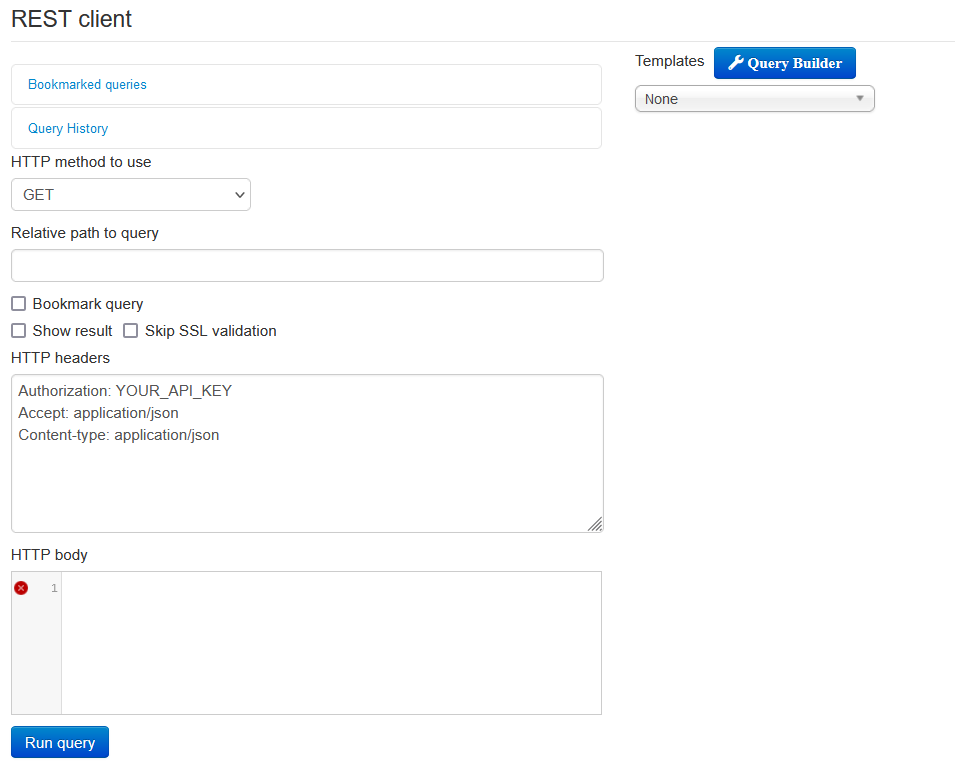 REST client
Bookmarked queries
Query History
HTTP method to use
GET
Relative path to query
Bookmark query
Show result Skip SSL validation
HTTP headers
Authorization: YOUR_API_KEY
Accept: application/json
Content-type: application/json
HTTP body
1
Run query
Templates Query Builder
None